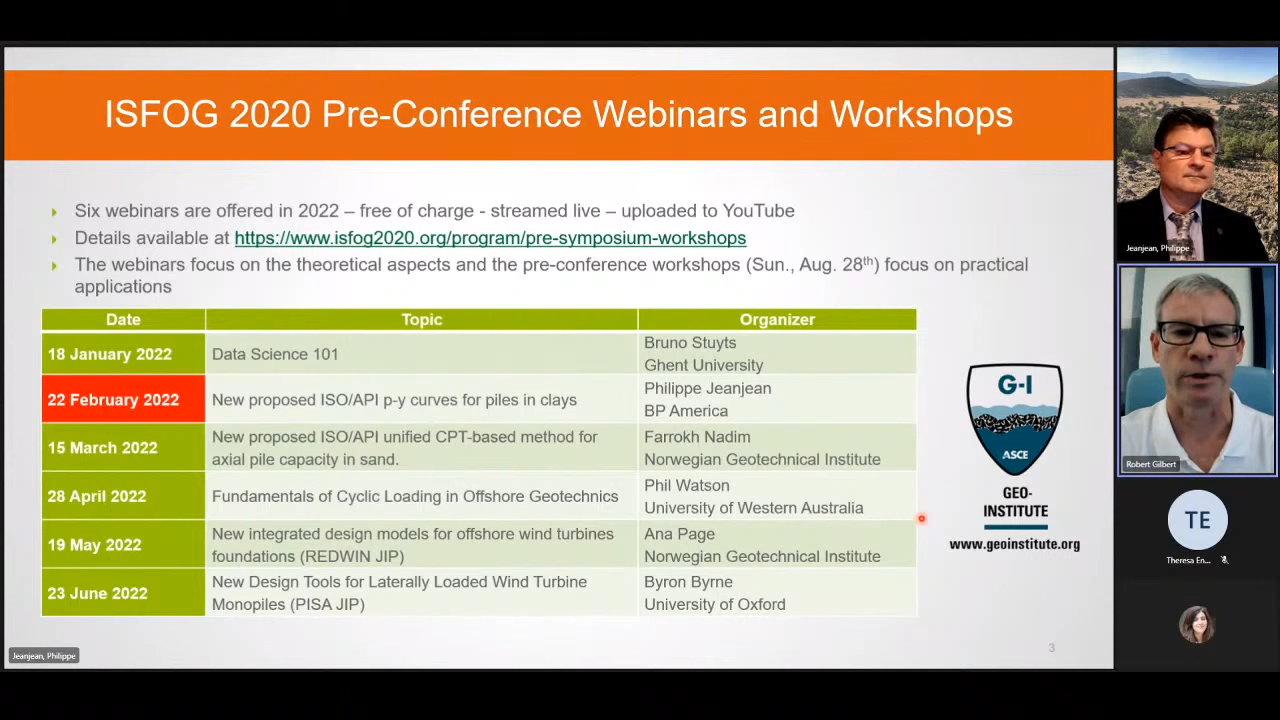 ISFOG 2020 Pre-Conference Webinars and Workshops
Six webinars are offered in 2022 – free of charge - streamed live – uploaded to YouTube
Details available at https://www.isfog2020.org/program/pre-symposium-workshops
The webinars focus on the theoretical aspects and the pre-conference workshops (Sun., Aug. 28th) focus on practical
applications
Date Topic Organizer
18 January 2022 Data Science 101 Bruno Stuyts
Ghent University
22 February 2022 New proposed ISO/API p-y curves for piles in clays Philippe Jeanjean
BP America
15 March 2022 New proposed ISO/API unified CPT-based method for
axial pile capacity in sand. Farrokh Nadim
Norwegian Geotechnical Institute
28 April 2022 Fundamentals of Cyclic Loading in Offshore Geotechnics Phil Watson
University of Western Australia
19 May 2022 New integrated design models for offshore wind turbines
foundations (REDWIN JIP) Ana Page
Norwegian Geotechnical Institute
23 June 2022 New Design Tools for Laterally Loaded Wind Turbine
Monopiles (PISA JIP) Byron Byrne
University of Oxford
G-I
ASCE
GEO-
INSTITUTE
www.geoinstitute.org
3
Jeanjean, Philippe
Jeanjean, Philippe
Robert Gilbert
TE
Theresa En...